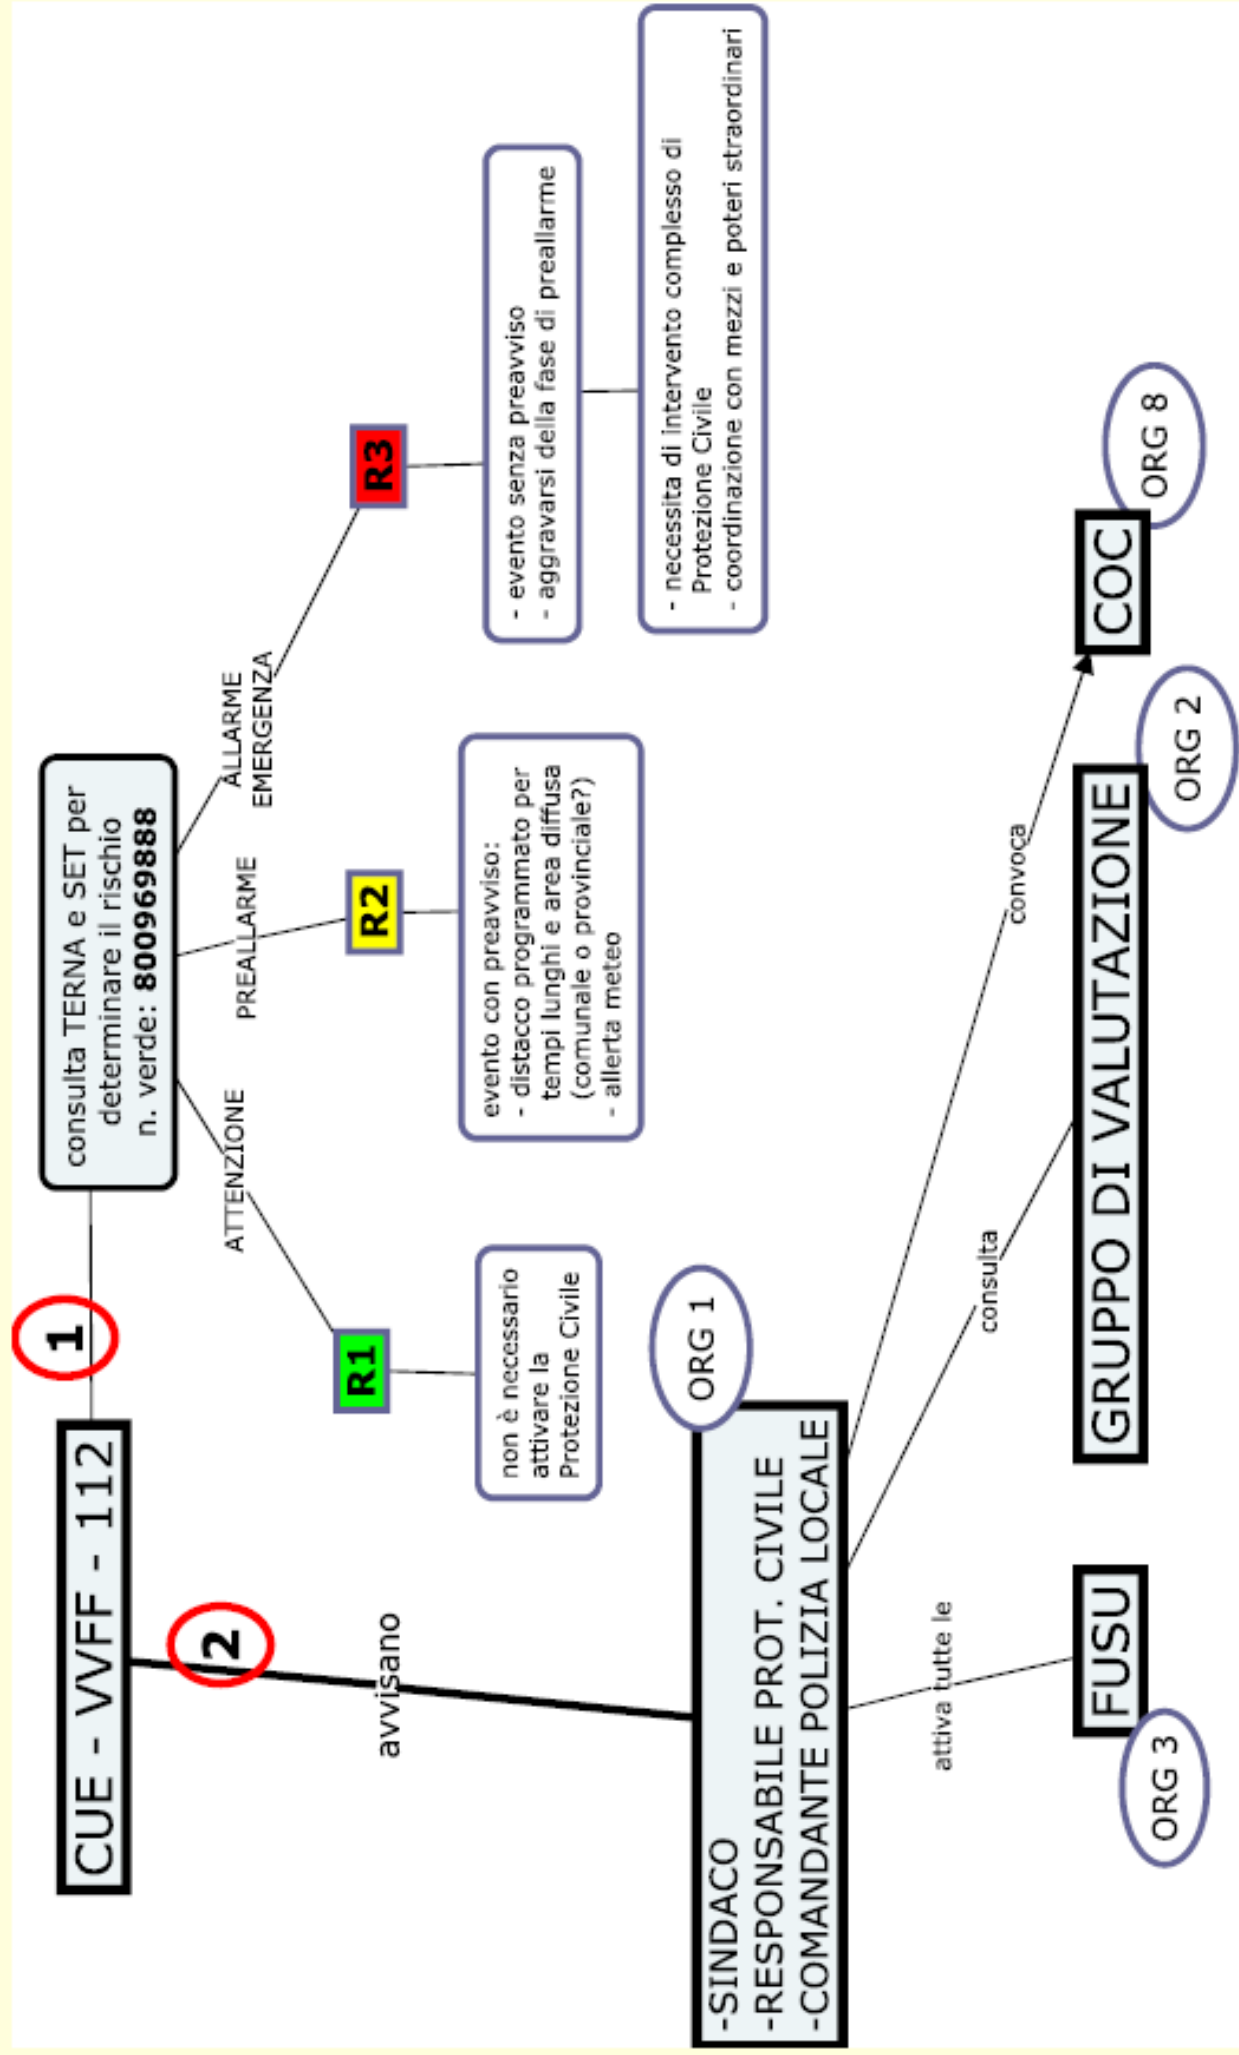 CUE - VVFF - 112
1
consulta TERNA e SET per
determinare il rischio
n. verde: 800969888
2
avvisano
ATTENZIONE
PREALLARME
ALLARME
EMERGENZA
R1
R2
R3
non è necessario
attivare la
Protezione Civile
evento con preavviso:
- distacco programmato per
tempi lunghi e area diffusa
(comunale o provinciale?)
- allerta meteo
- evento senza preavviso
- aggravarsi della fase di preallarme
- necessita di intervento complesso di
Protezione Civile
- coordinazione con mezzi e poteri straordinari
ORG 1
-SINDACO
-RESPONSABILE PROT. CIVILE
-COMANDANTE POLIZIA LOCALE
attiva tutte le
consulta
convoca
FUSU
ORG 3
GRUPPO DI VALUTAZIONE
ORG 2
COC
ORG 8